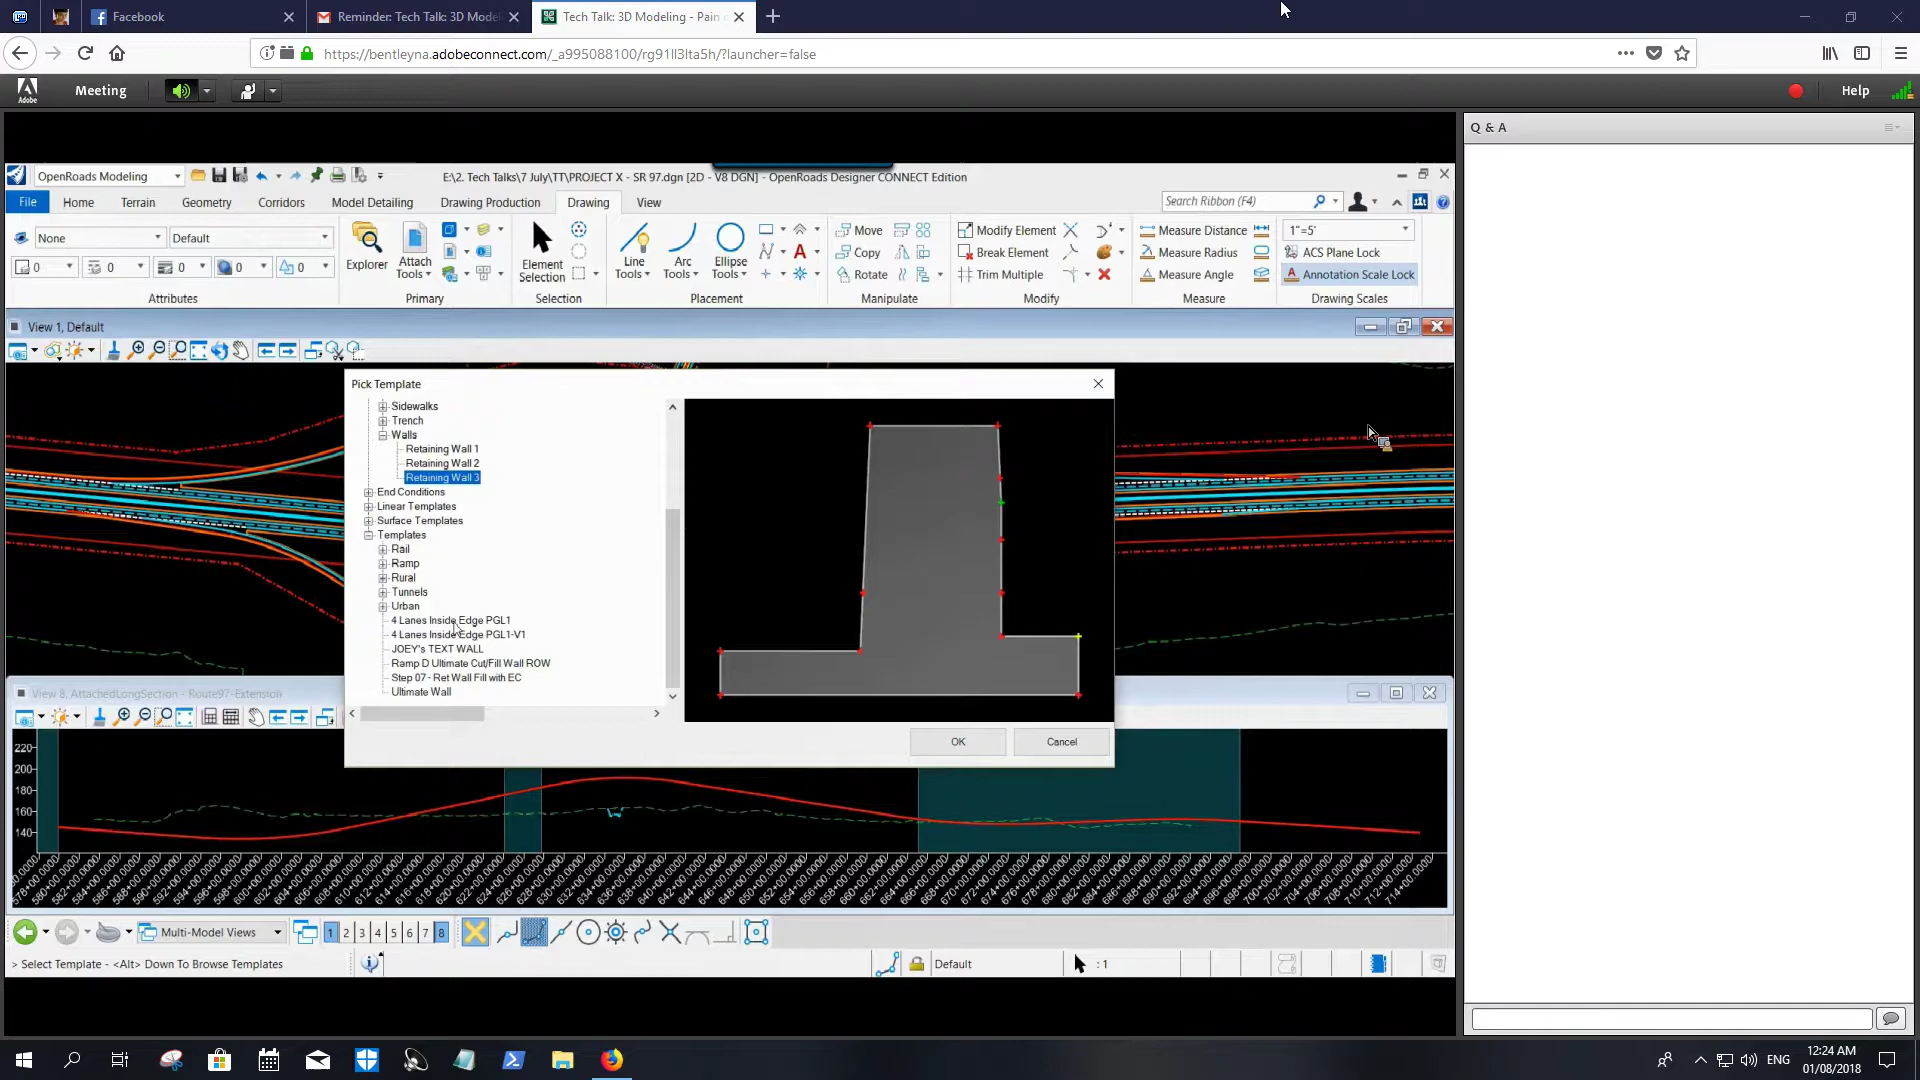 Facebook
Reminder: Tech Talk: 3D Model
Tech Talk: 3D Modeling - Pain
https://bentleyna.adobeconnect.com/_a995088100/rg91ll3lta5h/?launcher=false
Adobe
Meeting
Help
Q & A
OpenRoads Modeling
E:\2. Tech Talks\7 July\TT\PROJECT X - SR 97.dgn [2D - V8 DGN] - OpenRoads Designer CONNECT Edition
File
Home
Terrain
Geometry
Corridors
Model Detailing
Drawing Production
Drawing
View
Search Ribbon (F4)
None
Default
0
0
0
0
0
Attributes
Explorer
Attach Tools
Primary
Element Selection
Selection
Line Tools
Arc Tools
Ellipse Tools
Placement
Move
Copy
Rotate
Manipulate
Modify Element
Break Element
Trim Multiple
Modify
Measure Distance
Measure Radius
Measure Angle
Measure
1"=5'
ACS Plane Lock
Annotation Scale Lock
Drawing Scales
View 1, Default
Pick Template
Sidewalks
Trench
Walls
Retaining Wall 1
Retaining Wall 2
Retaining Wall 3
End Conditions
Linear Templates
Surface Templates
Templates
Rail
Ramp
Rural
Tunnels
Urban
4 Lanes Inside Edge PGL1
4 Lanes Inside Edge PGL1-V1
JOEY's TEXT WALL
Ramp D Ultimate Cut/Fill Wall ROW
Step 07 - Ret Wall Fill with EC
Ultimate Wall
OK
Cancel
View 8, AttachedLongSection - Route97-Extension
220
200
180
160
140
Multi-Model Views
1 2 3 4 5 6 7 8
> Select Template - <Alt> Down To Browse Templates
Default
: 1
ENG
12:24 AM
01/08/2018